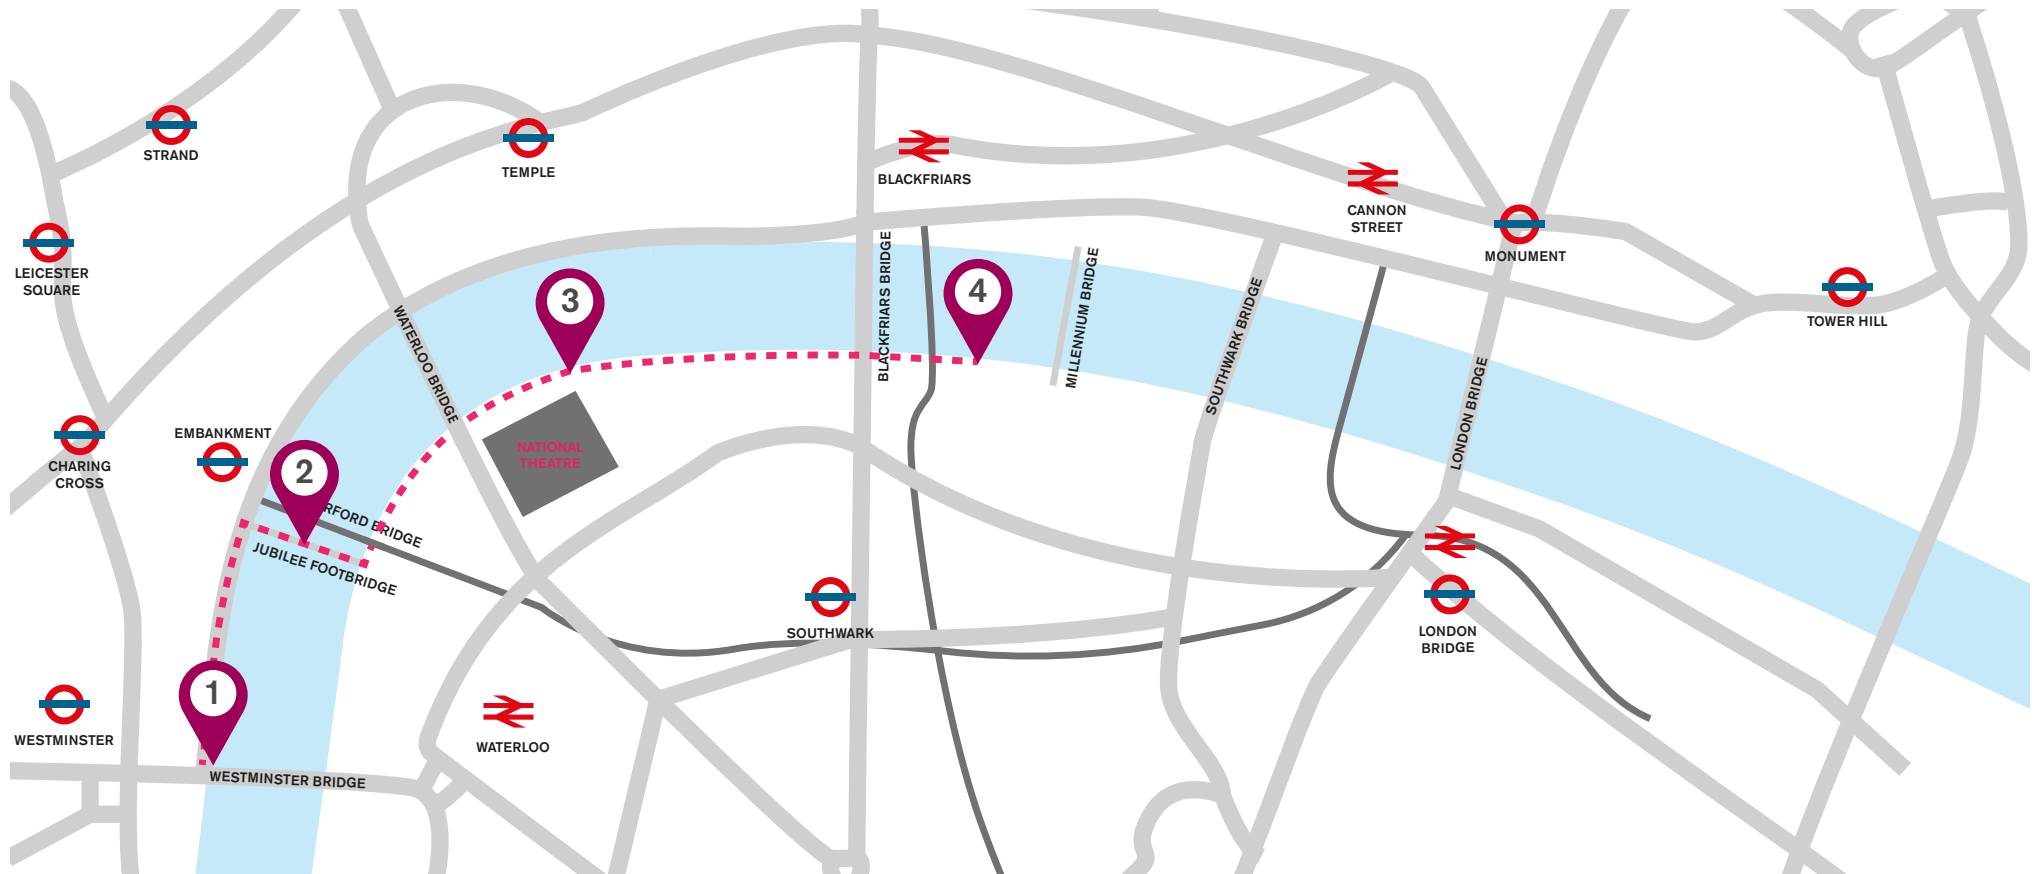 STRAND
TEMPLE
BLACKFRIARS
CANNON
STREET
MONUMENT
LEICESTER
SQUARE
TOWER HILL
3
4
WATERLOO BRIDGE
BLACKFRIARS BRIDGE
MILLENNIUM BRIDGE
SOUTHWARK BRIDGE
LONDON BRIDGE
EMBANKMENT
CHARING
CROSS
2
NATIONAL
THEATRE
RFORD BRIDGE
JUBILEE FOOTBRIDGE
SOUTHWARK
LONDON
BRIDGE
1
WESTMINSTER
WATERLOO
WESTMINSTER BRIDGE